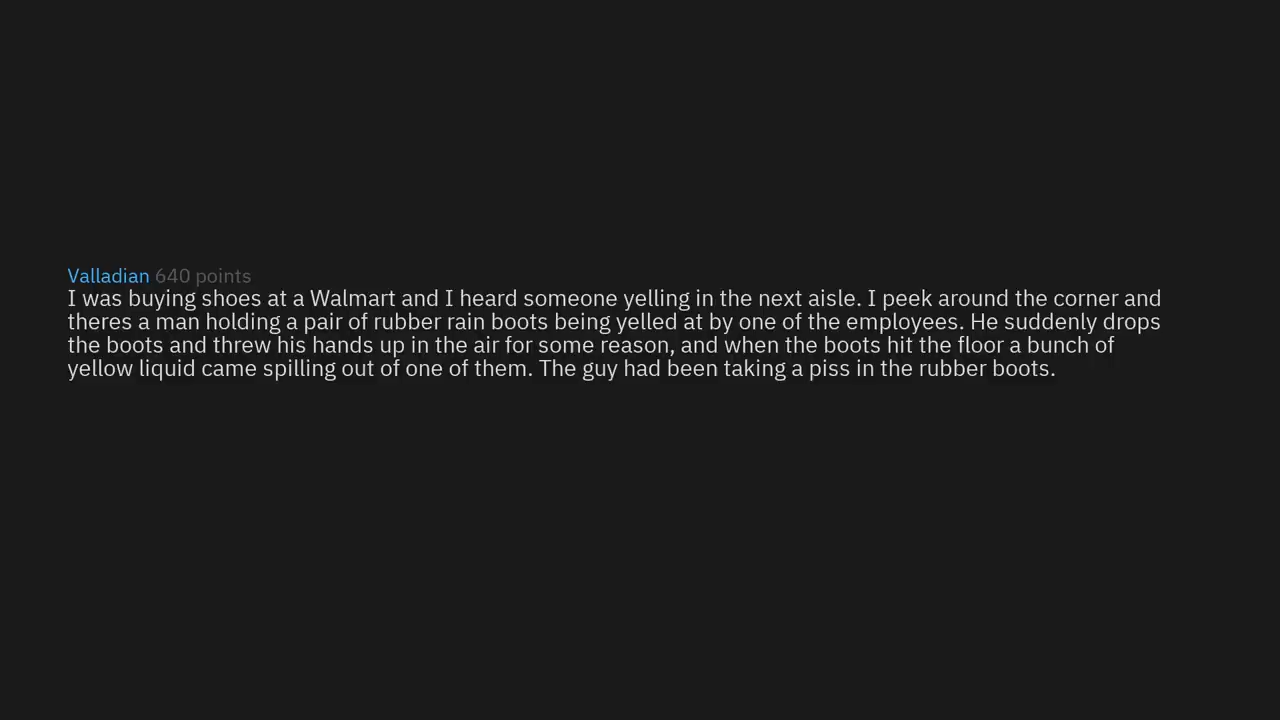 Valladian 640 points
I was buying shoes at a Walmart and I heard someone yelling in the next aisle. I peek around the corner and
theres a man holding a pair of rubber rain boots being yelled at by one of the employees. He suddenly drops
the boots and threw his hands up in the air for some reason, and when the boots hit the floor a bunch of
yellow liquid came spilling out of one of them. The guy had been taking a piss in the rubber boots.